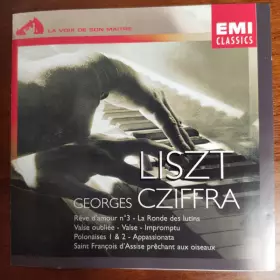 LA VOIX DE SON MAITRE
EMI
CLASSICS
LISZT
GEORGES CZIFFRA
Rêve d'amour n°3 - La Ronde des lutins
Valse oubliée - Valse - Impromptu
Polonaises 1 & 2 - Appassionata
Saint François d'Assise prêchant aux oiseaux